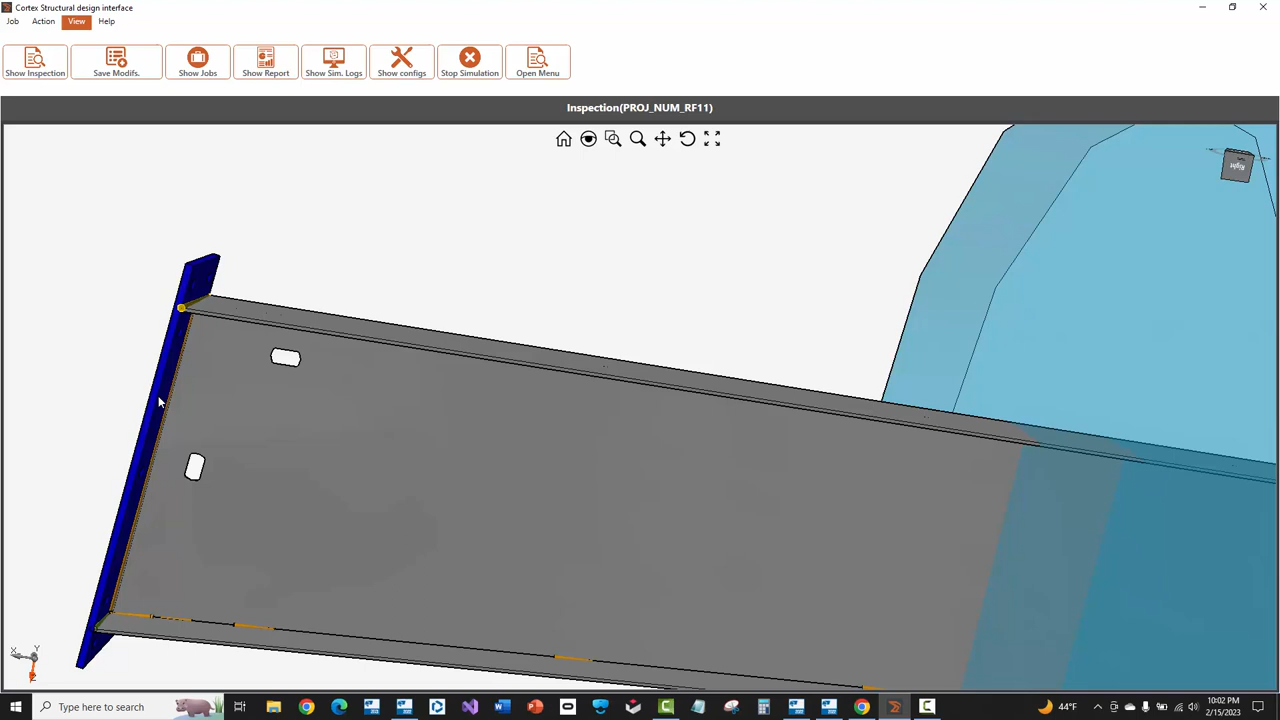 Cortex Structural design interface
Job Action View Help
Show Inspection Save Modifs. Show Jobs Show Report Show Sim. Logs Show configs Stop Simulation Open Menu
Inspection(PROJ_NUM_RF11)
Right
X Y Z
Type here to search
44°F
10:02 PM
2/15/2023